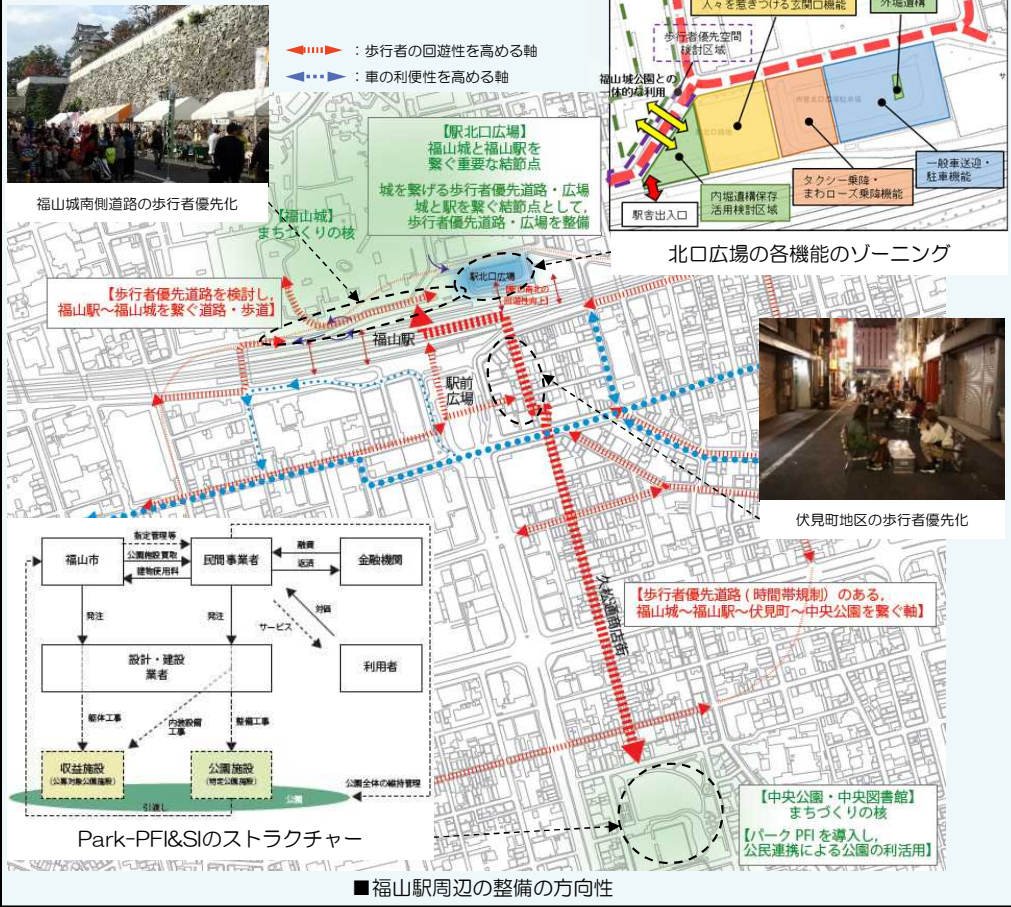 ：歩行者の回遊性を高める軸
：車の利便性を高める軸
福山城南側道路の歩行者優先化
【駅北口広場】
福山城と福山駅を
繋ぐ重要な結節点
城を繋げる歩行者優先道路・広場
城と駅を繋ぐ結節点として，
歩行者優先道路・広場を整備
【福山城】
まちづくりの核
人々を惹きつける玄関口機能
外堀遺構
歩行者優先空間
検討区域
福山城公園との
一体的な利用
駅舎出入口
内堀遺構保存
活用検討区域
タクシー乗降・
まわローズ乗降機能
一般車送迎・
駐車機能
北口広場の各機能のゾーニング
駅北口広場
【歩行者優先道路を検討し，
福山駅～福山城を繋ぐ道路・歩道】
福山駅
駅前
広場
伏見町地区の歩行者優先化
久松通商店街
【歩行者優先道路(時間帯規制）のある，
福山城～福山駅～伏見町～中央公園を繋ぐ軸】
福山市
指定管理等
公園施設買取
建物使用料
民間事業者
融資
返済
金融機関
発注
発注
サービス
対価
設計・建設
業者
利用者
躯体工事
内装設備
工事
整備工事
収益施設
（公募対象公園施設）
公園施設
（特定公園施設）
公園全体の維持管理
公園
引渡し
Park-PFI&SIのストラクチャー
【中央公園・中央図書館】
まちづくりの核
【パーク PFI を導入し，
公民連携による公園の利活用】
■福山駅周辺の整備の方向性